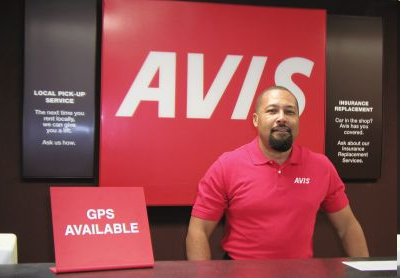 AVIS
LOCAL PICK-UP
SERVICE
The next time you
rent locally,
we can give
you a lift.
Ask us how.
INSURANCE
REPLACEMENT
Car in the shop?
Avis has you
covered.
Ask about our
Insurance
Replacement
Services.
AVIS
GPS
AVAILABLE